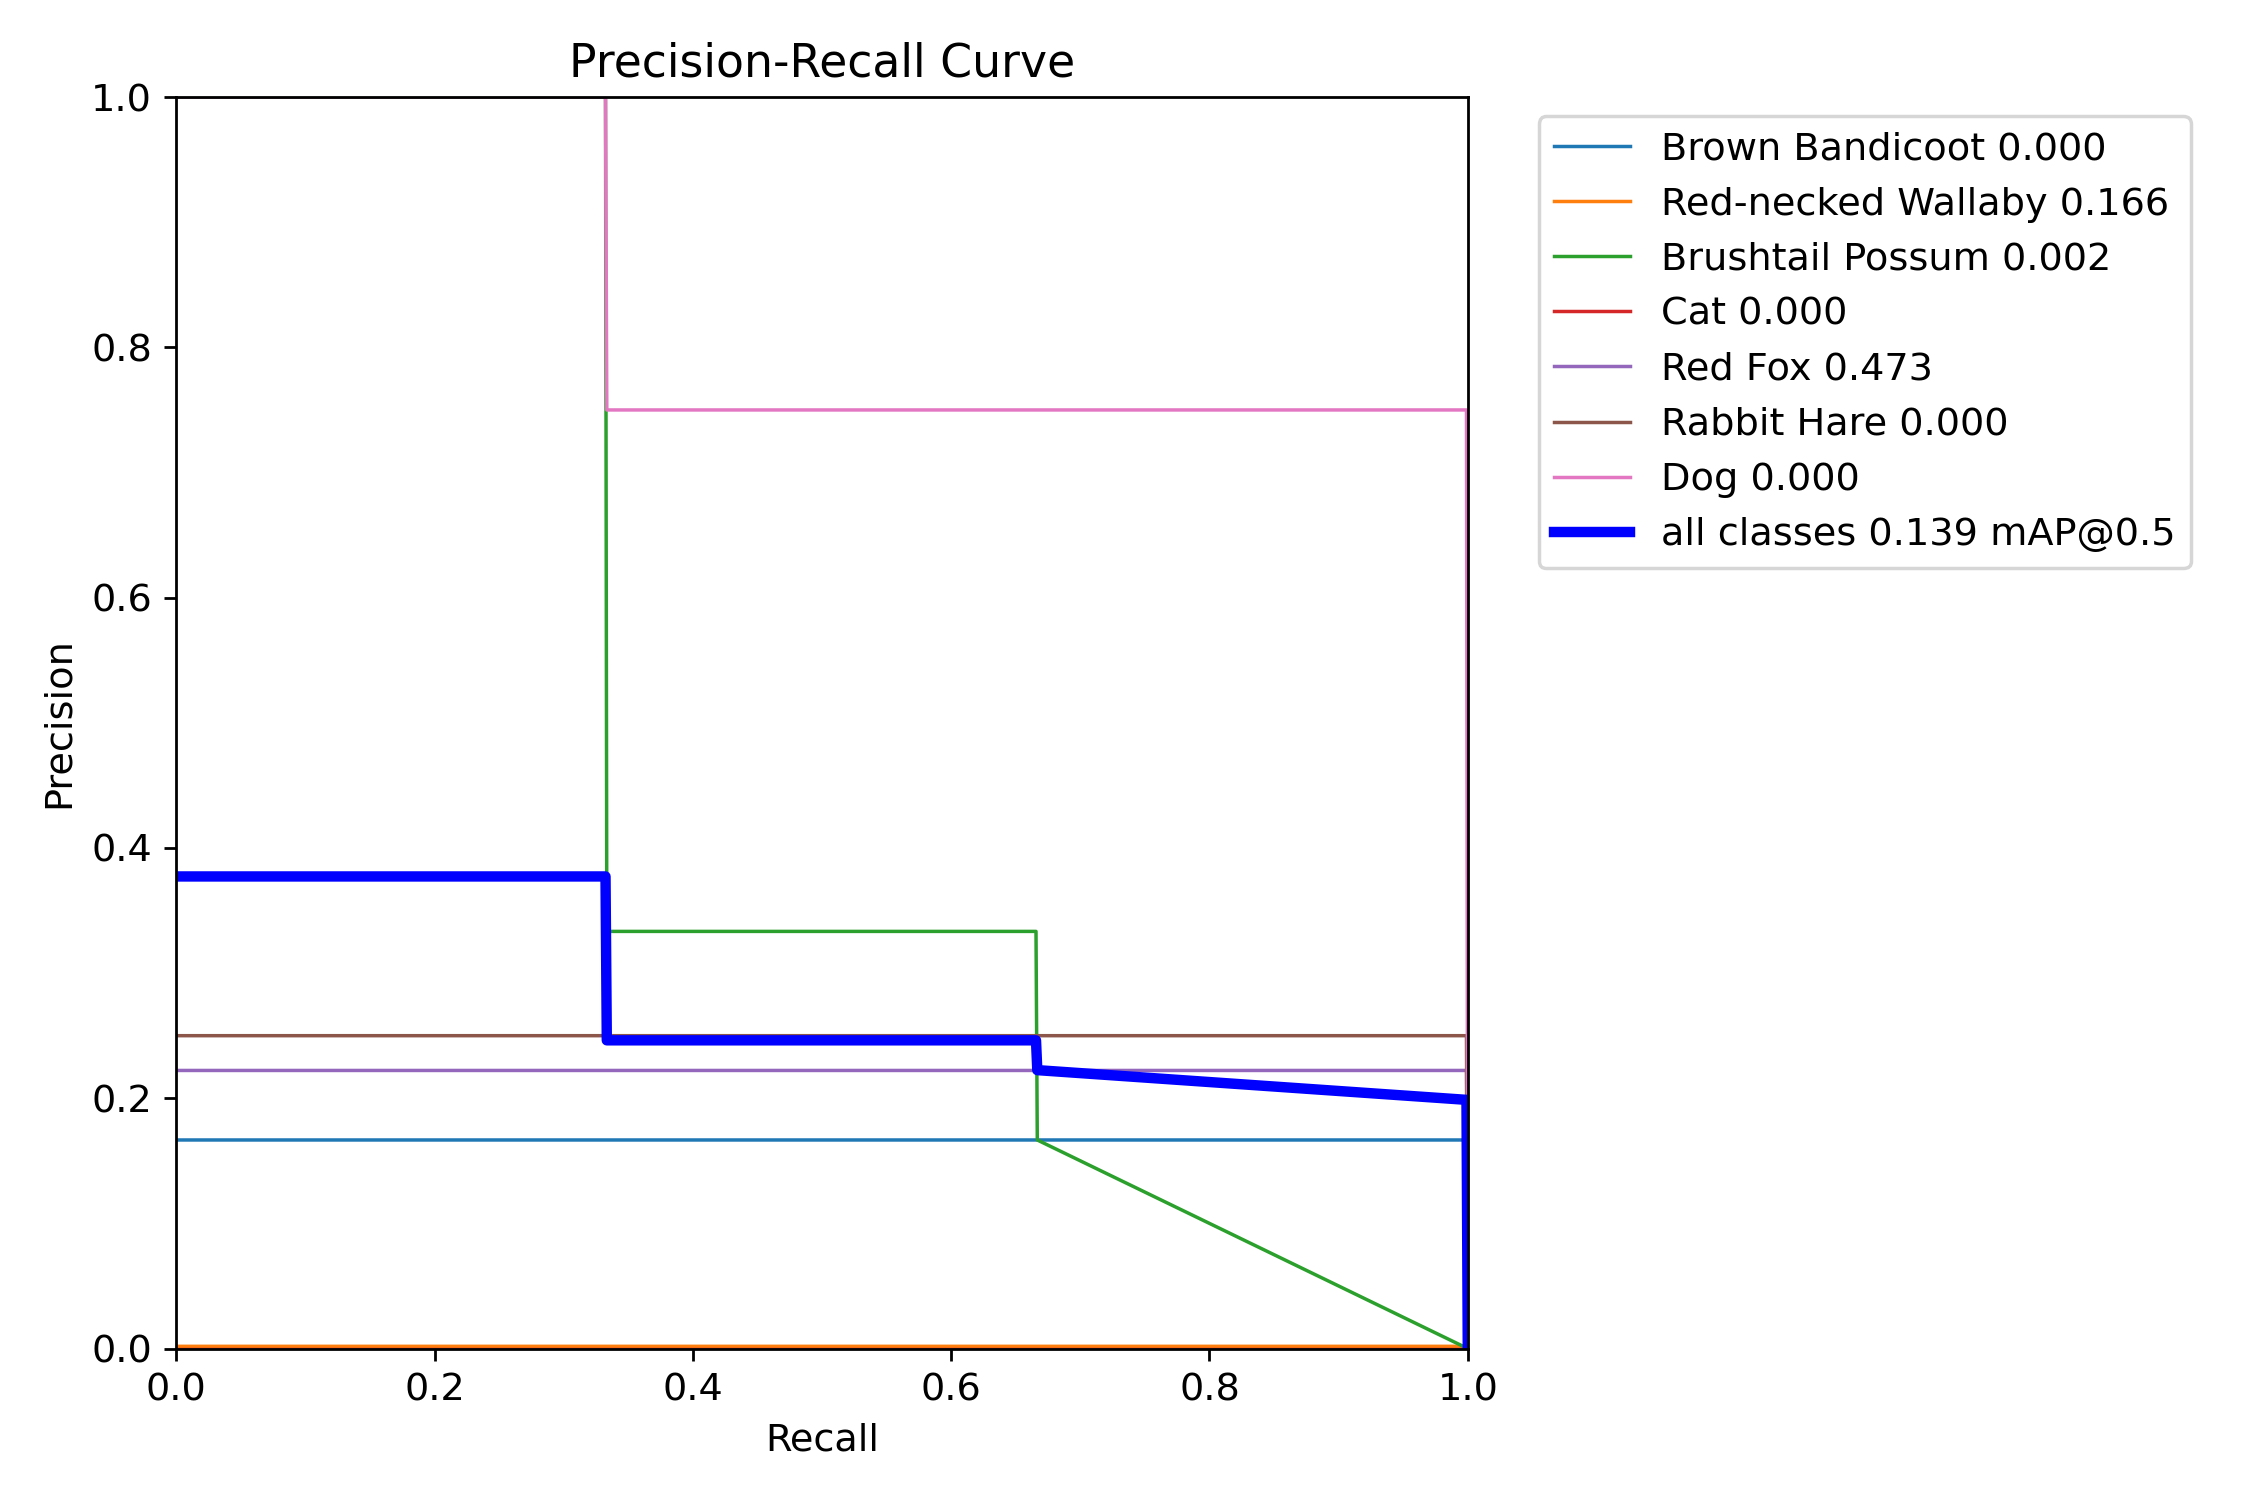 Precision-Recall Curve
1.0
0.8
0.6
0.4
0.2
0.0
Precision
0.0 0.2 0.4 0.6 0.8 1.0
Recall
Brown Bandicoot 0.000
Red-necked Wallaby 0.166
Brushtail Possum 0.002
Cat 0.000
Red Fox 0.473
Rabbit Hare 0.000
Dog 0.000
all classes 0.139 mAP@0.5